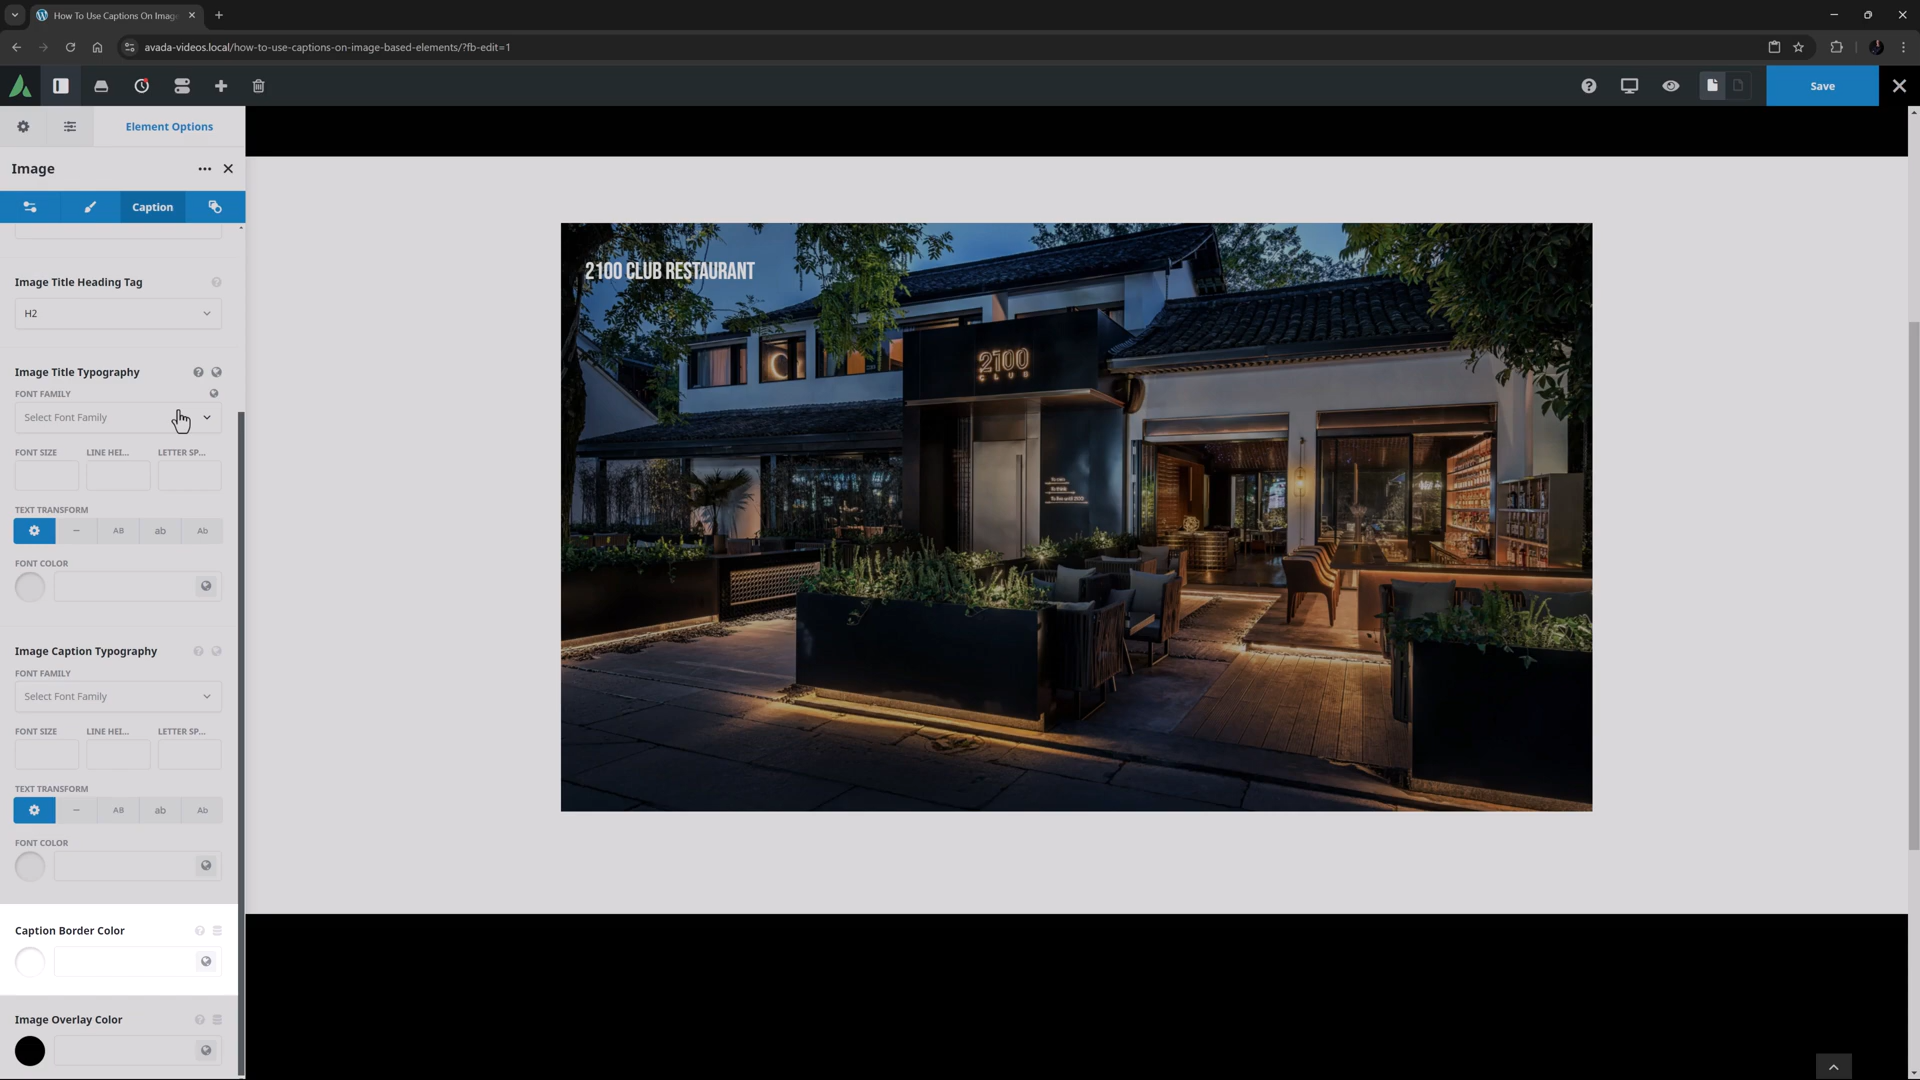 How To Use Captions On Imag
avada-videos.local/how-to-use-captions-on-image-based-elements/?fb-edit=1
Save
Element Options
Image
Caption
Image Title Heading Tag
H2
Image Title Typography
FONT FAMILY
Select Font Family
FONT SIZE LINE HEI... LETTER SP...
TEXT TRANSFORM
AB ab Ab
FONT COLOR
Image Caption Typography
FONT FAMILY
Select Font Family
FONT SIZE LINE HEI... LETTER SP...
TEXT TRANSFORM
AB ab Ab
FONT COLOR
Caption Border Color
Image Overlay Color
2100 CLUB RESTAURANT
2100
CLUB